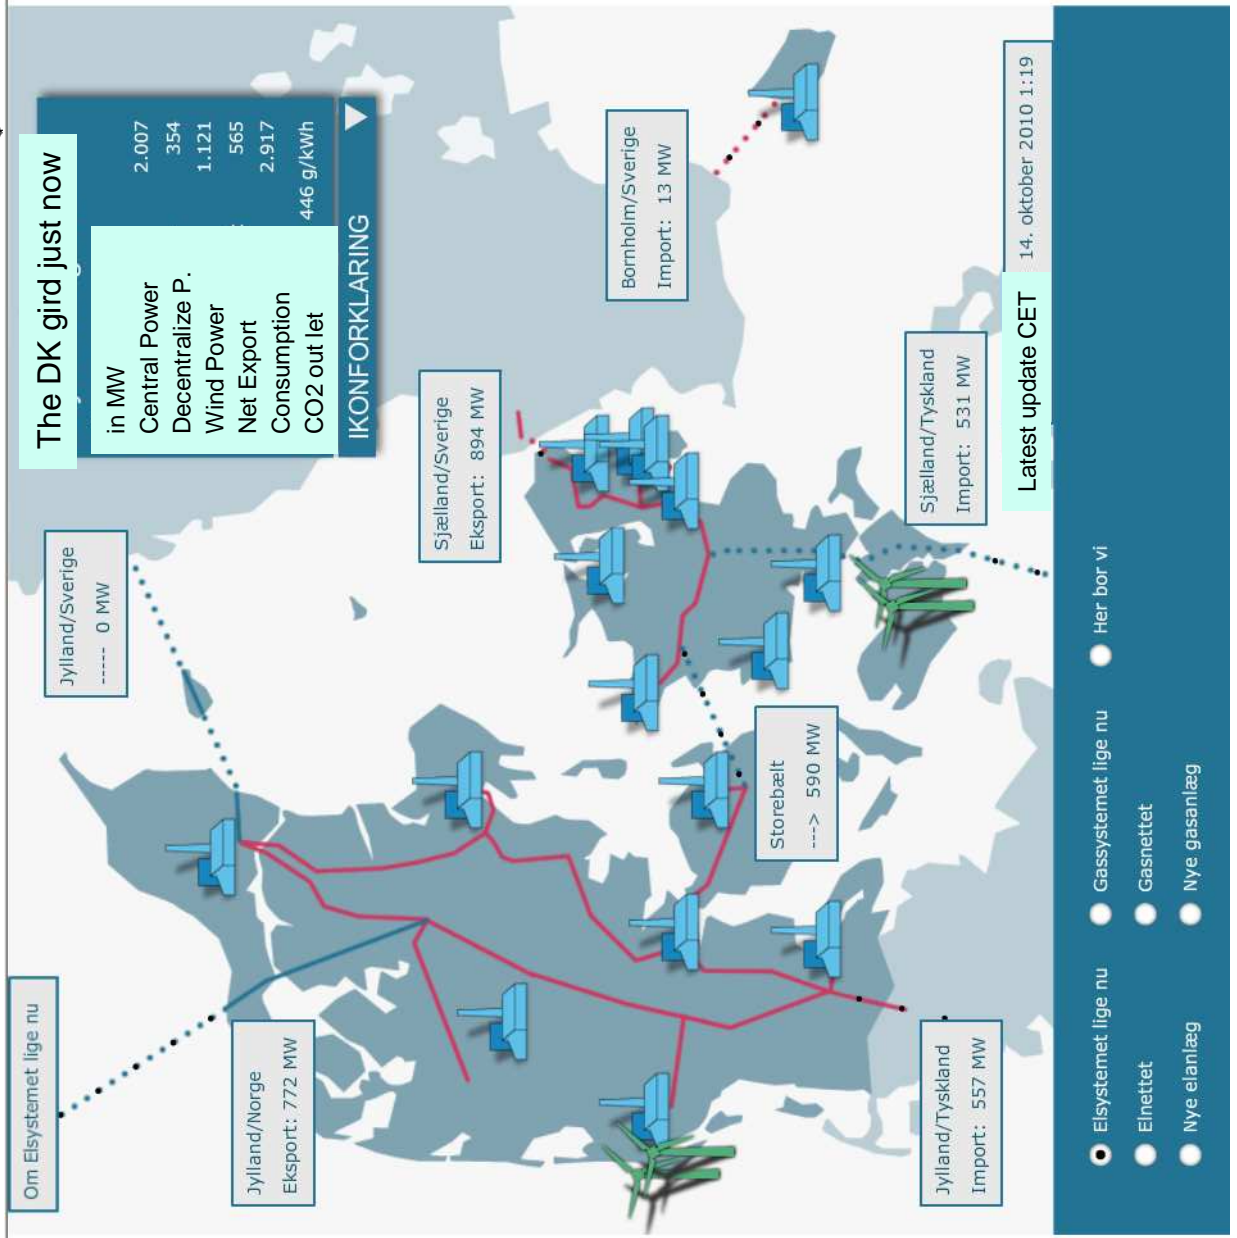 The DK gird just now
in MW
Central Power 2.007
Decentralize P. 354
Wind Power 1.121
Net Export 565
Consumption 2.917
CO2 out let 446 g/kWh
IKONFORKLARING
Om Elsystemet lige nu
Jylland/Sverige
----- 0 MW
Jylland/Norge
Eksport: 772 MW
Sjælland/Sverige
Eksport: 894 MW
Bornholm/Sverige
Import: 13 MW
Storebælt
---> 590 MW
Jylland/Tyskland
Import: 557 MW
Sjælland/Tyskland
Import: 531 MW
Latest update CET 14. oktober 2010 1:19
Elsystemet lige nu
Gassystemet lige nu
Her bor vi
Elnettet
Gasnettet
Nye elanlæg
Nye gasanlæg